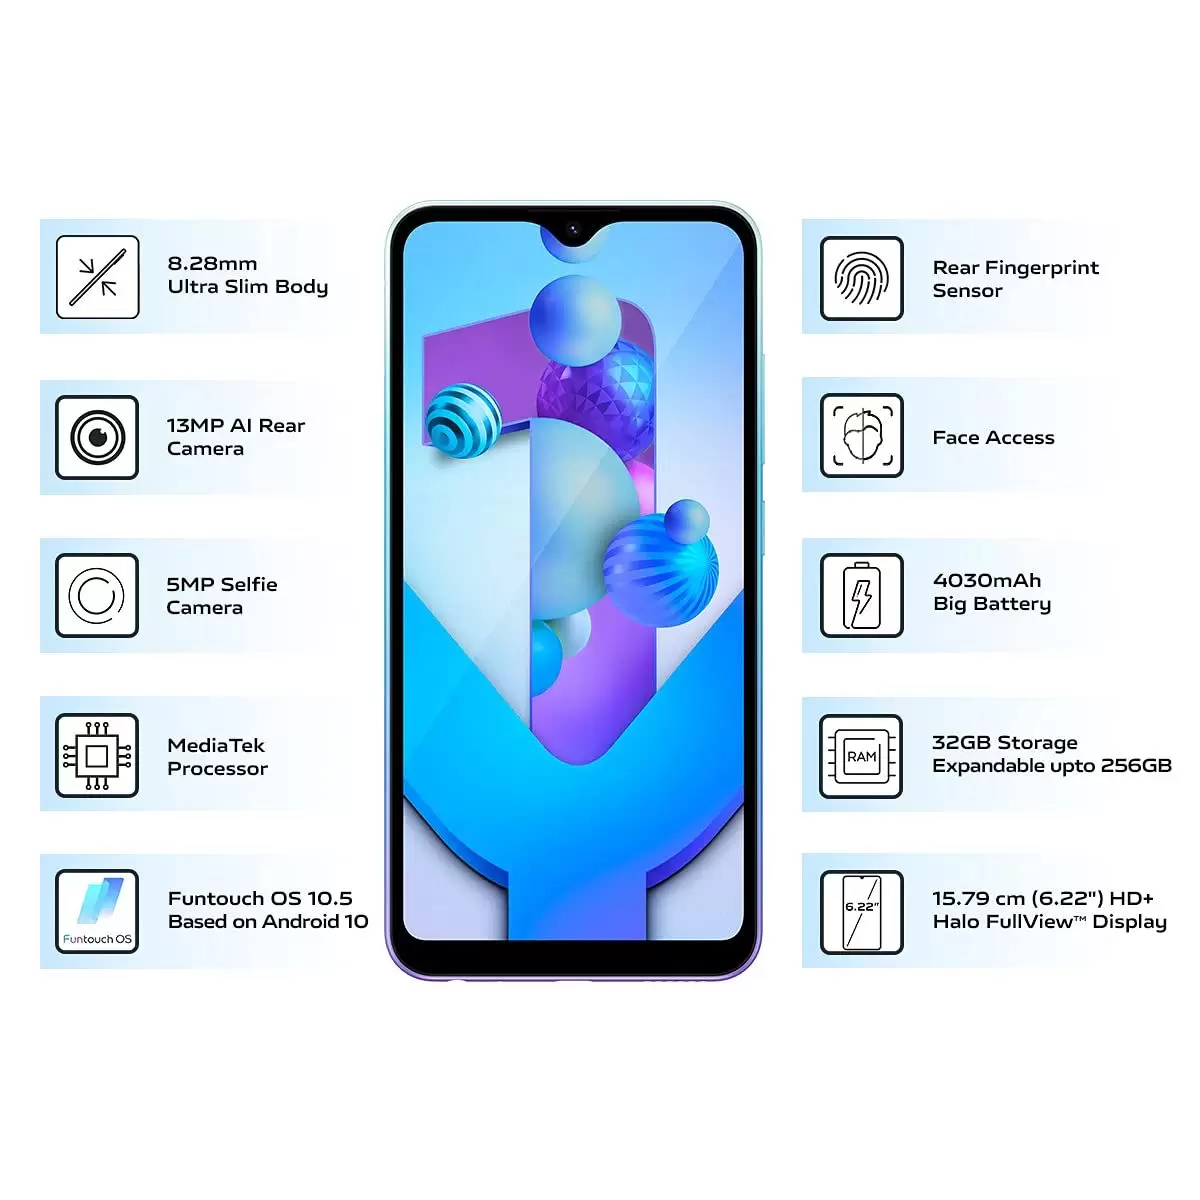 8.28mm
Ultra Slim Body
13MP AI Rear
Camera
5MP Selfie
Camera
MediaTek
Processor
Funtouch OS
Funtouch OS 10.5
Based on Android 10
Rear Fingerprint
Sensor
Face Access
4030mAh
Big Battery
RAM
32GB Storage
Expandable upto 256GB
6.22"
15.79 cm (6.22") HD+
Halo FullView™ Display